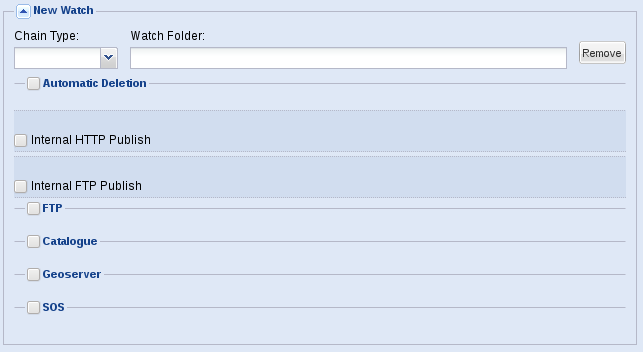 New Watch
Chain Type: Watch Folder:
Remove
Automatic Deletion
Internal HTTP Publish
Internal FTP Publish
FTP
Catalogue
Geoserver
SOS